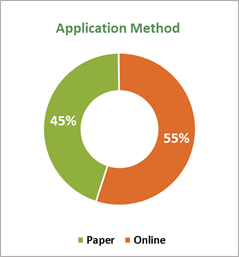 Application Method
45%
55%
Paper Online